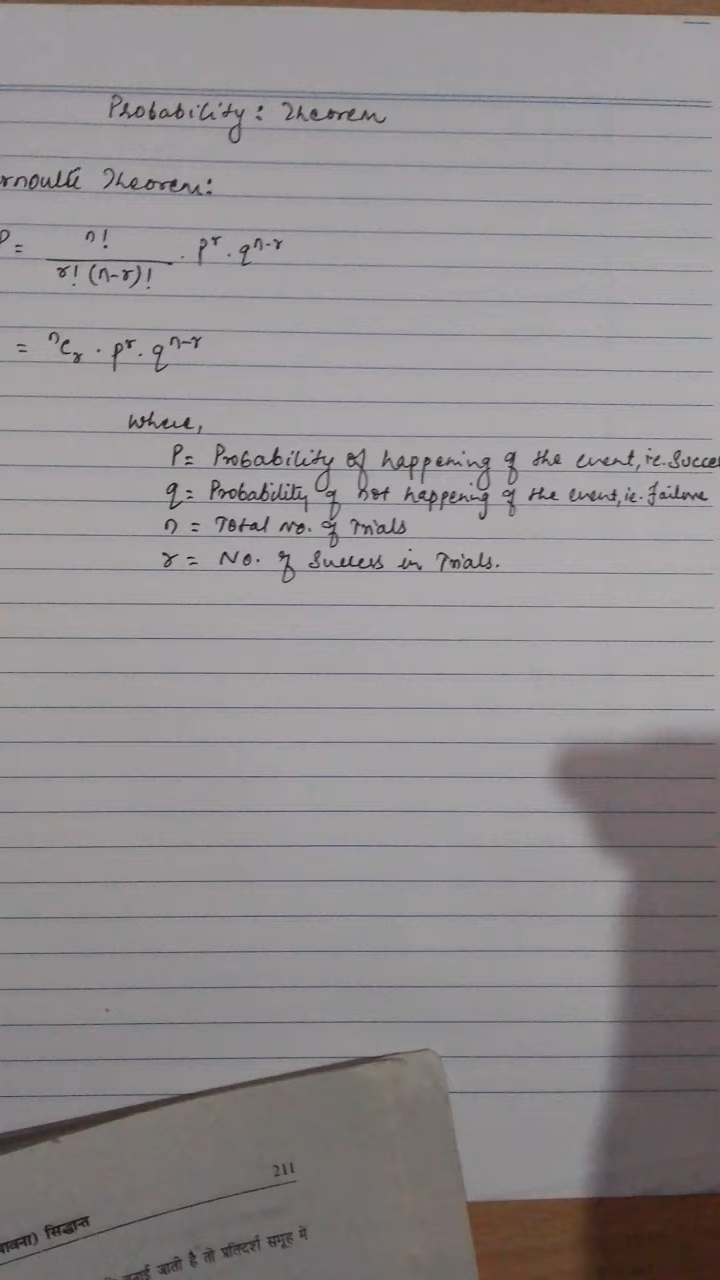 Probability: Theorem
rnoulli Theorem:
P = n! / r! (n-r)! . p^r . q^n-r
= nCr . p^r . q^n-r
Where,
P = Probability of happening of the event, i.e. Succe
q = Probability of not happening of the event, i.e. failure
n = Total No. of Trials
r = No. of Success in Trials.
211
सिद्धान्त
जाती है तो प्रतिदर्श समूह में